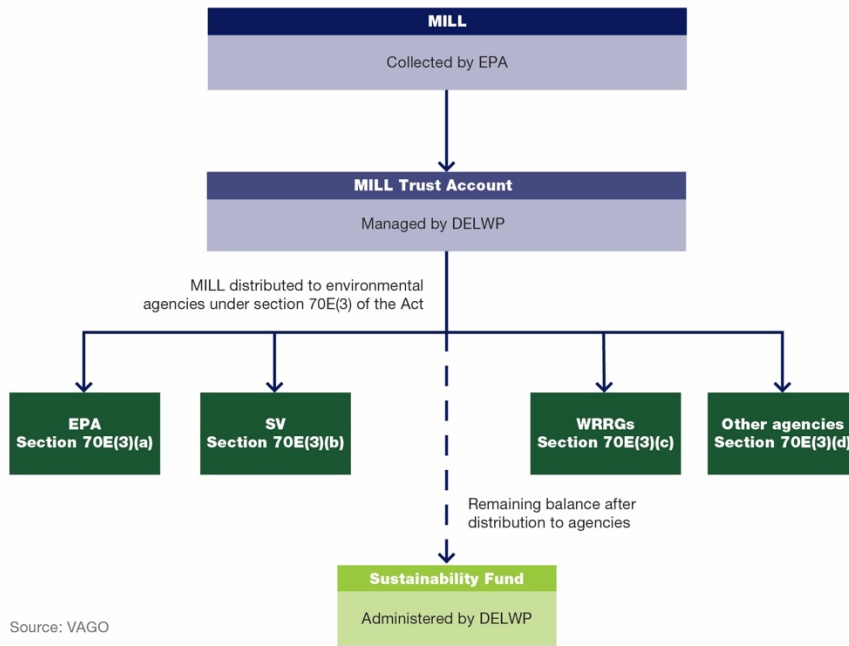 MILL
Collected by EPA
MILL Trust Account
Managed by DELWP
MILL distributed to environmental
agencies under section 70E(3) of the Act
EPA
Section 70E(3)(a)
SV
Section 70E(3)(b)
WRRGs
Section 70E(3)(c)
Other agencies
Section 70E(3)(d)
Remaining balance after
distribution to agencies
Sustainability Fund
Administered by DELWP
Source: VAGO